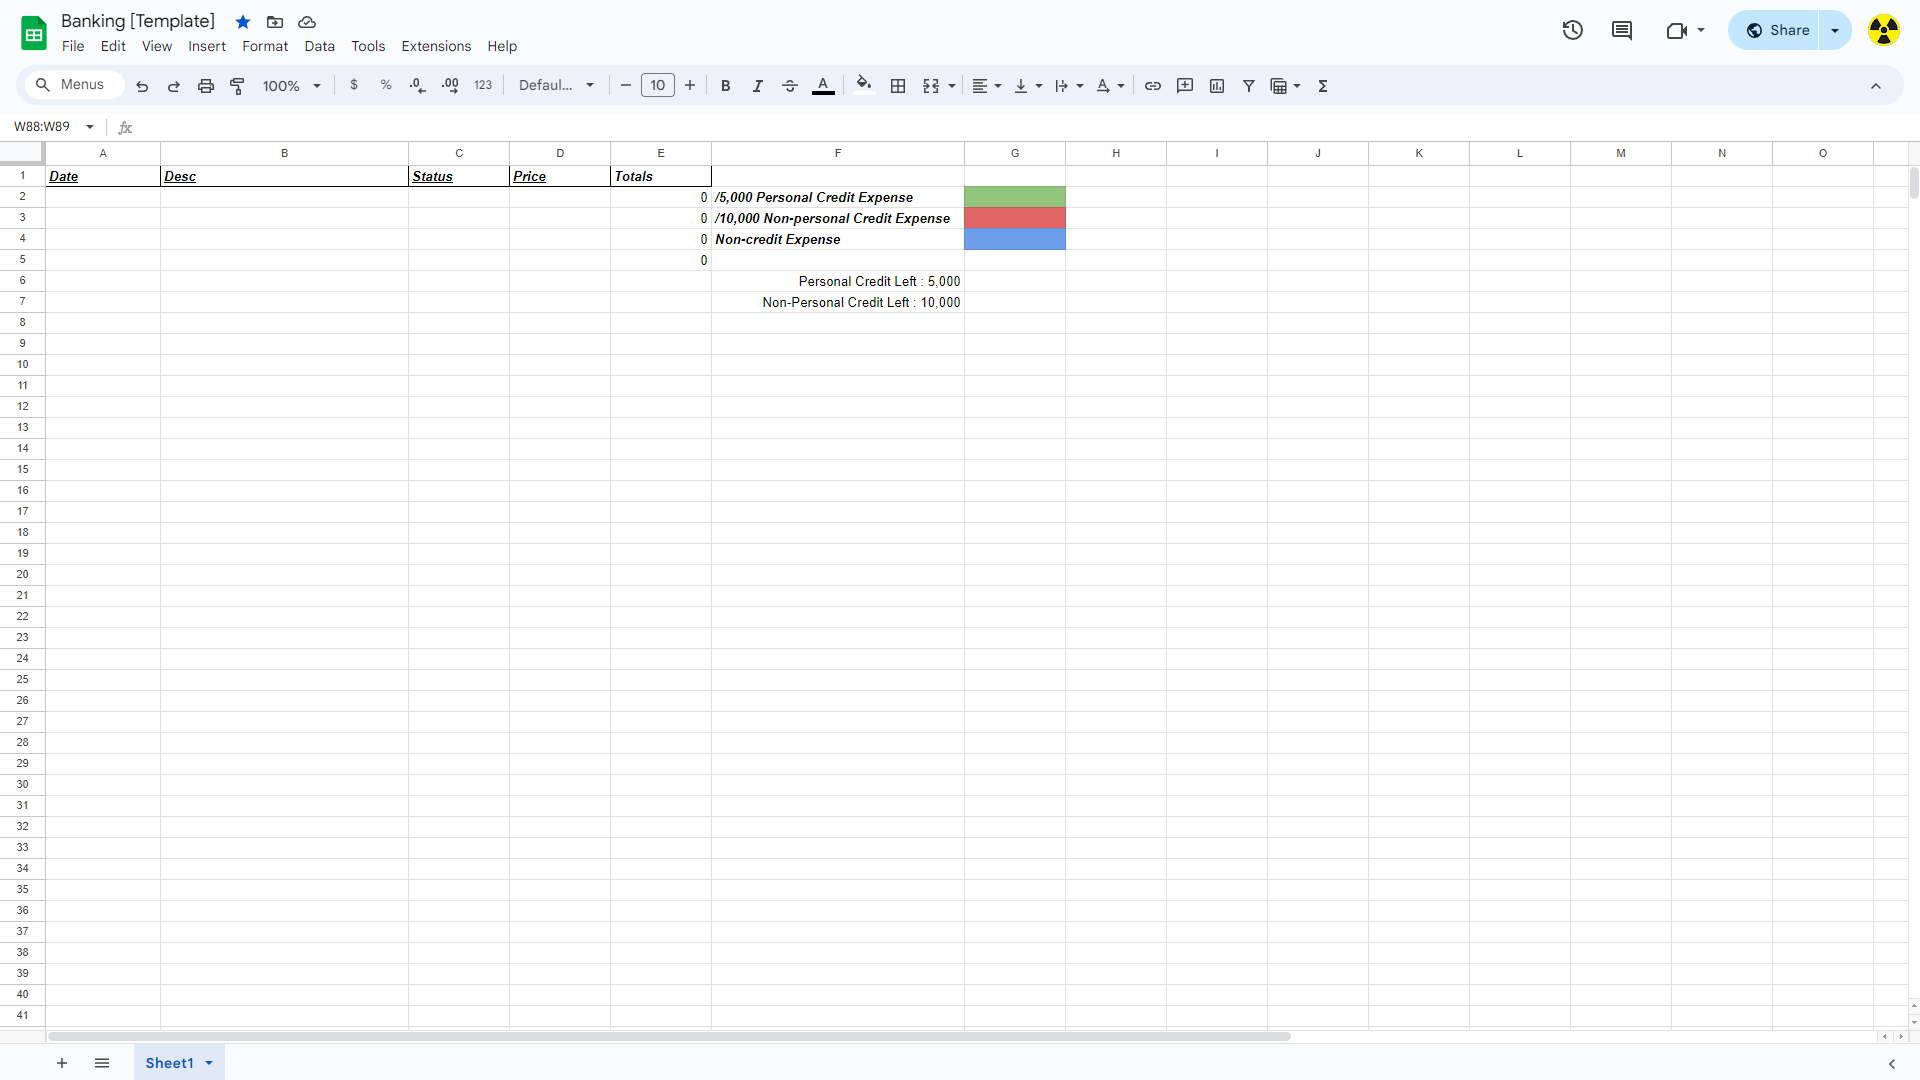 Banking [Template]
File Edit View Insert Format Data Tools Extensions Help
Share
Menus 100% $ % .0 .00 123 Defaul... 10 B I A
W88:W89 fx
A B C D E F G H I J K L M N O
1 Date Desc Status Price Totals
2 0 /5,000 Personal Credit Expense
3 0 /10,000 Non-personal Credit Expense
4 0 Non-credit Expense
5 0
6 Personal Credit Left : 5,000
7 Non-Personal Credit Left : 10,000
8
9
10
11
12
13
14
15
16
17
18
19
20
21
22
23
24
25
26
27
28
29
30
31
32
33
34
35
36
37
38
39
40
41
Sheet1